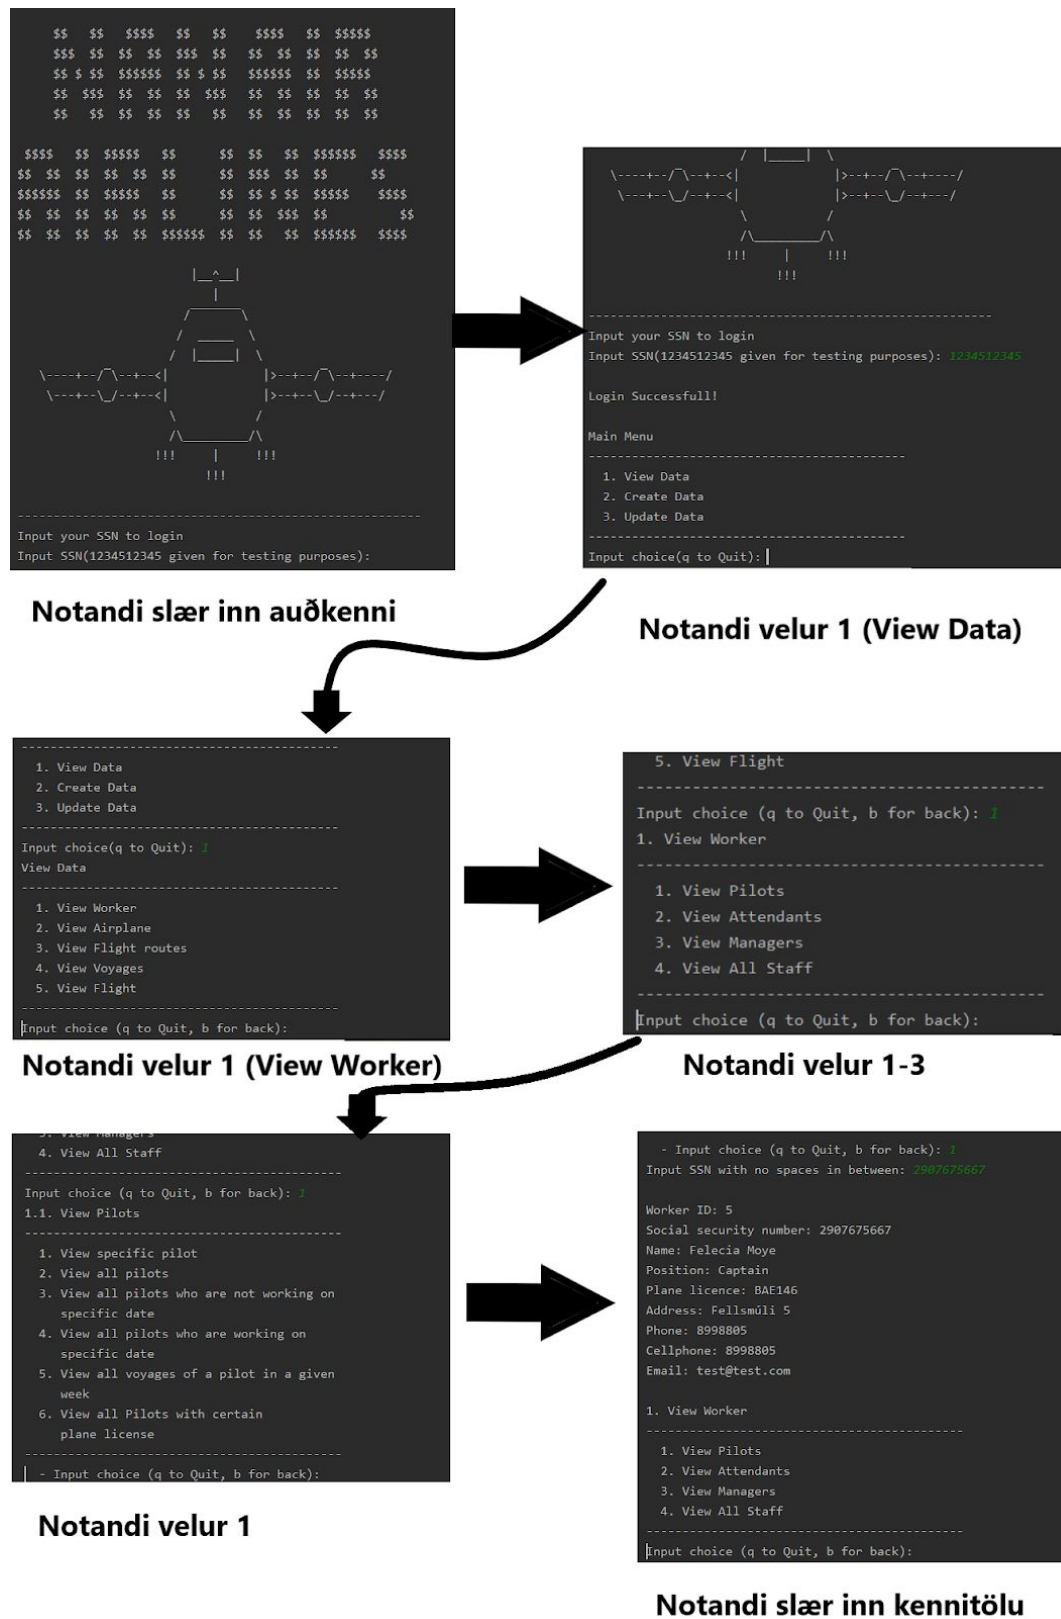 NAN AIR
AIRLINES
Input your SSN to login
Input SSN(1234512345 given for testing purposes):
Notandi slær inn auðkenni
Input your SSN to login
Input SSN(1234512345 given for testing purposes): 1234512345
Login Successfull!
Main Menu
1. View Data
2. Create Data
3. Update Data
Input choice(q to Quit):
Notandi velur 1 (View Data)
1. View Data
2. Create Data
3. Update Data
Input choice(q to Quit): 1
View Data
1. View Worker
2. View Airplane
3. View Flight routes
4. View Voyages
5. View Flight
Input choice (q to Quit, b for back):
Notandi velur 1 (View Worker)
5. View Flight
Input choice (q to Quit, b for back): 1
1. View Worker
1. View Pilots
2. View Attendants
3. View Managers
4. View All Staff
Input choice (q to Quit, b for back):
Notandi velur 1-3
3. View Managers
4. View All Staff
Input choice (q to Quit, b for back): 1
1.1. View Pilots
1. View specific pilot
2. View all pilots
3. View all pilots who are not working on
specific date
4. View all pilots who are working on
specific date
5. View all voyages of a pilot in a given
week
6. View all Pilots with certain
plane license
- Input choice (q to Quit, b for back):
Notandi velur 1
- Input choice (q to Quit, b for back): 1
Input SSN with no spaces in between: 2907675667
Worker ID: 5
Social security number: 2907675667
Name: Felecia Moye
Position: Captain
Plane licence: BAE146
Address: Fellsmúli 5
Phone: 8998805
Cellphone: 8998805
Email: test@test.com
1. View Worker
1. View Pilots
2. View Attendants
3. View Managers
4. View All Staff
Input choice (q to Quit, b for back):
Notandi slær inn kennitölu